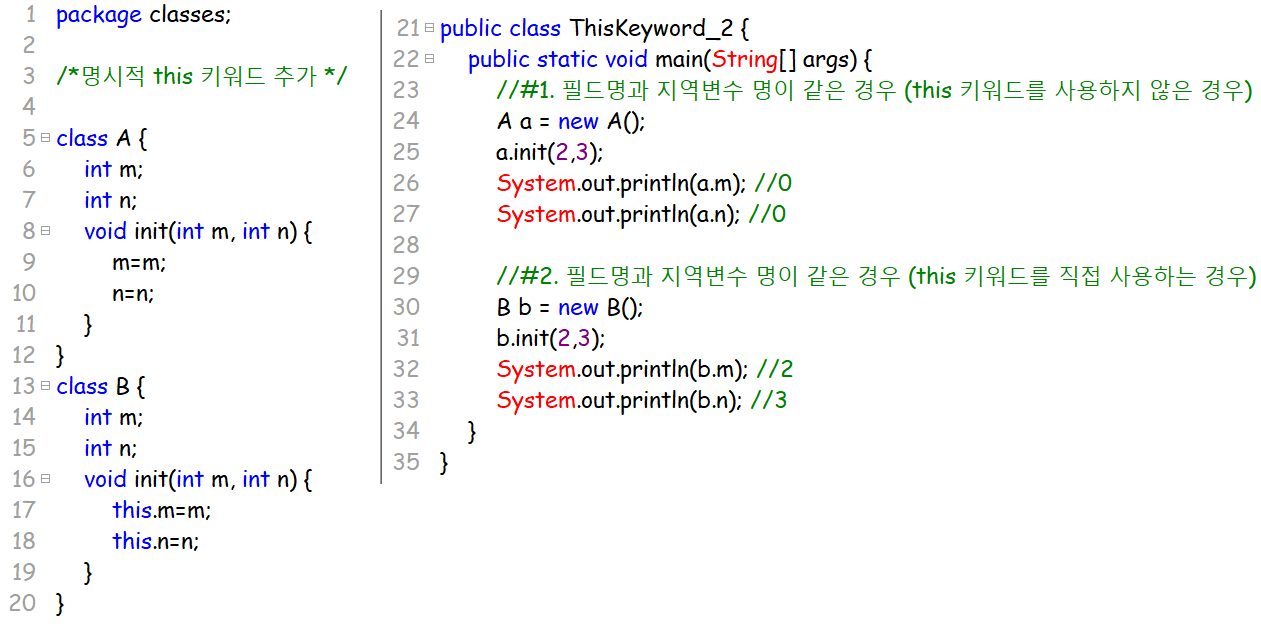 1 package classes;
2
3 /*명시적 this 키워드 추가 */
4
5 class A {
6 int m;
7 int n;
8 void init(int m, int n) {
9 m=m;
10 n=n;
11 }
12 }
13 class B {
14 int m;
15 int n;
16 void init(int m, int n) {
17 this.m=m;
18 this.n=n;
19 }
20 }
21 public class ThisKeyword_2 {
22 public static void main(String[] args) {
23 //#1. 필드명과 지역변수 명이 같은 경우 (this 키워드를 사용하지 않은 경우)
24 A a = new A();
25 a.init(2,3);
26 System.out.println(a.m); //0
27 System.out.println(a.n); //0
28
29 //#2. 필드명과 지역변수 명이 같은 경우 (this 키워드를 직접 사용하는 경우)
30 B b = new B();
31 b.init(2,3);
32 System.out.println(b.m); //2
33 System.out.println(b.n); //3
34 }
35 }